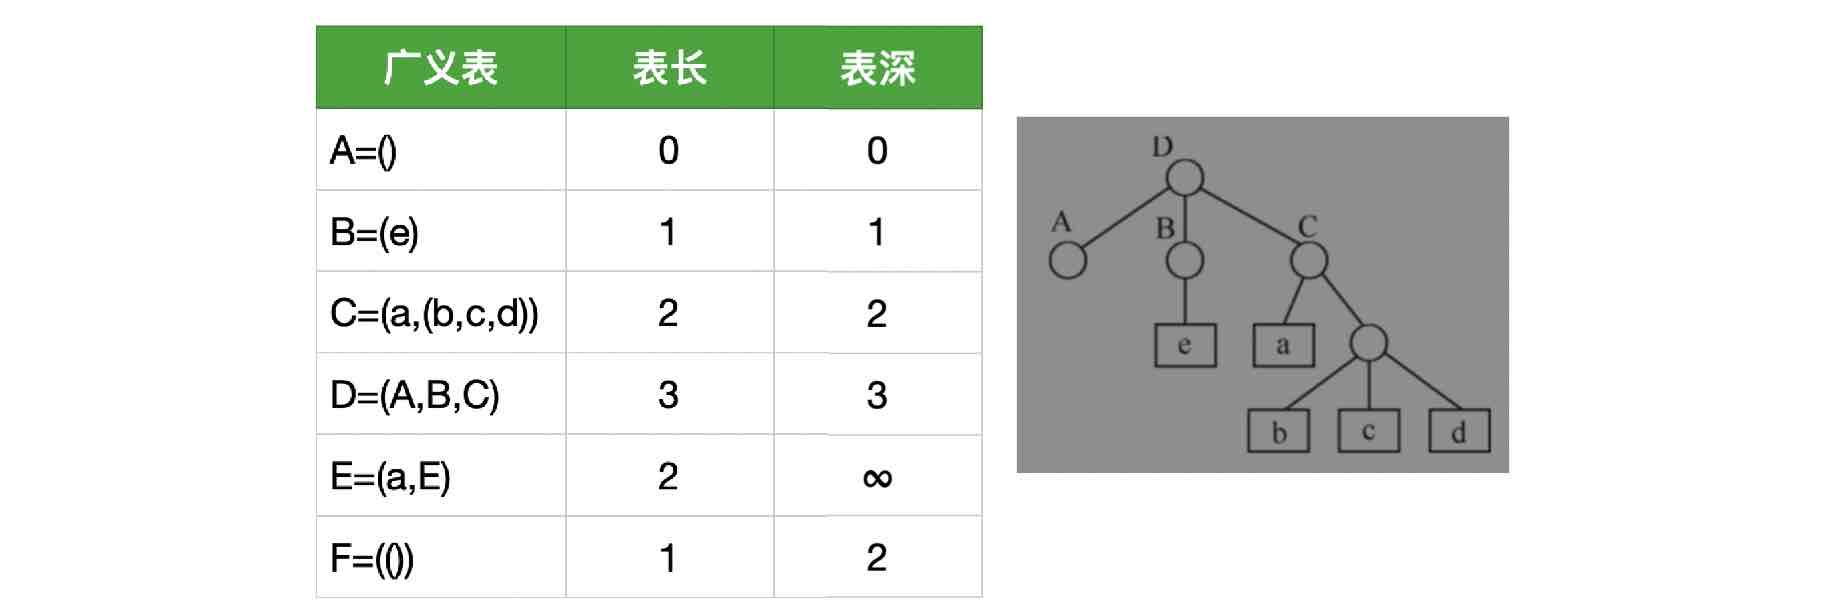 广义表 表长 表深
A=() 0 0
B=(e) 1 1
C=(a,(b,c,d)) 2 2
D=(A,B,C) 3 3
E=(a,E) 2 ∞
F=(()) 1 2
D
A B C
e a
b c d